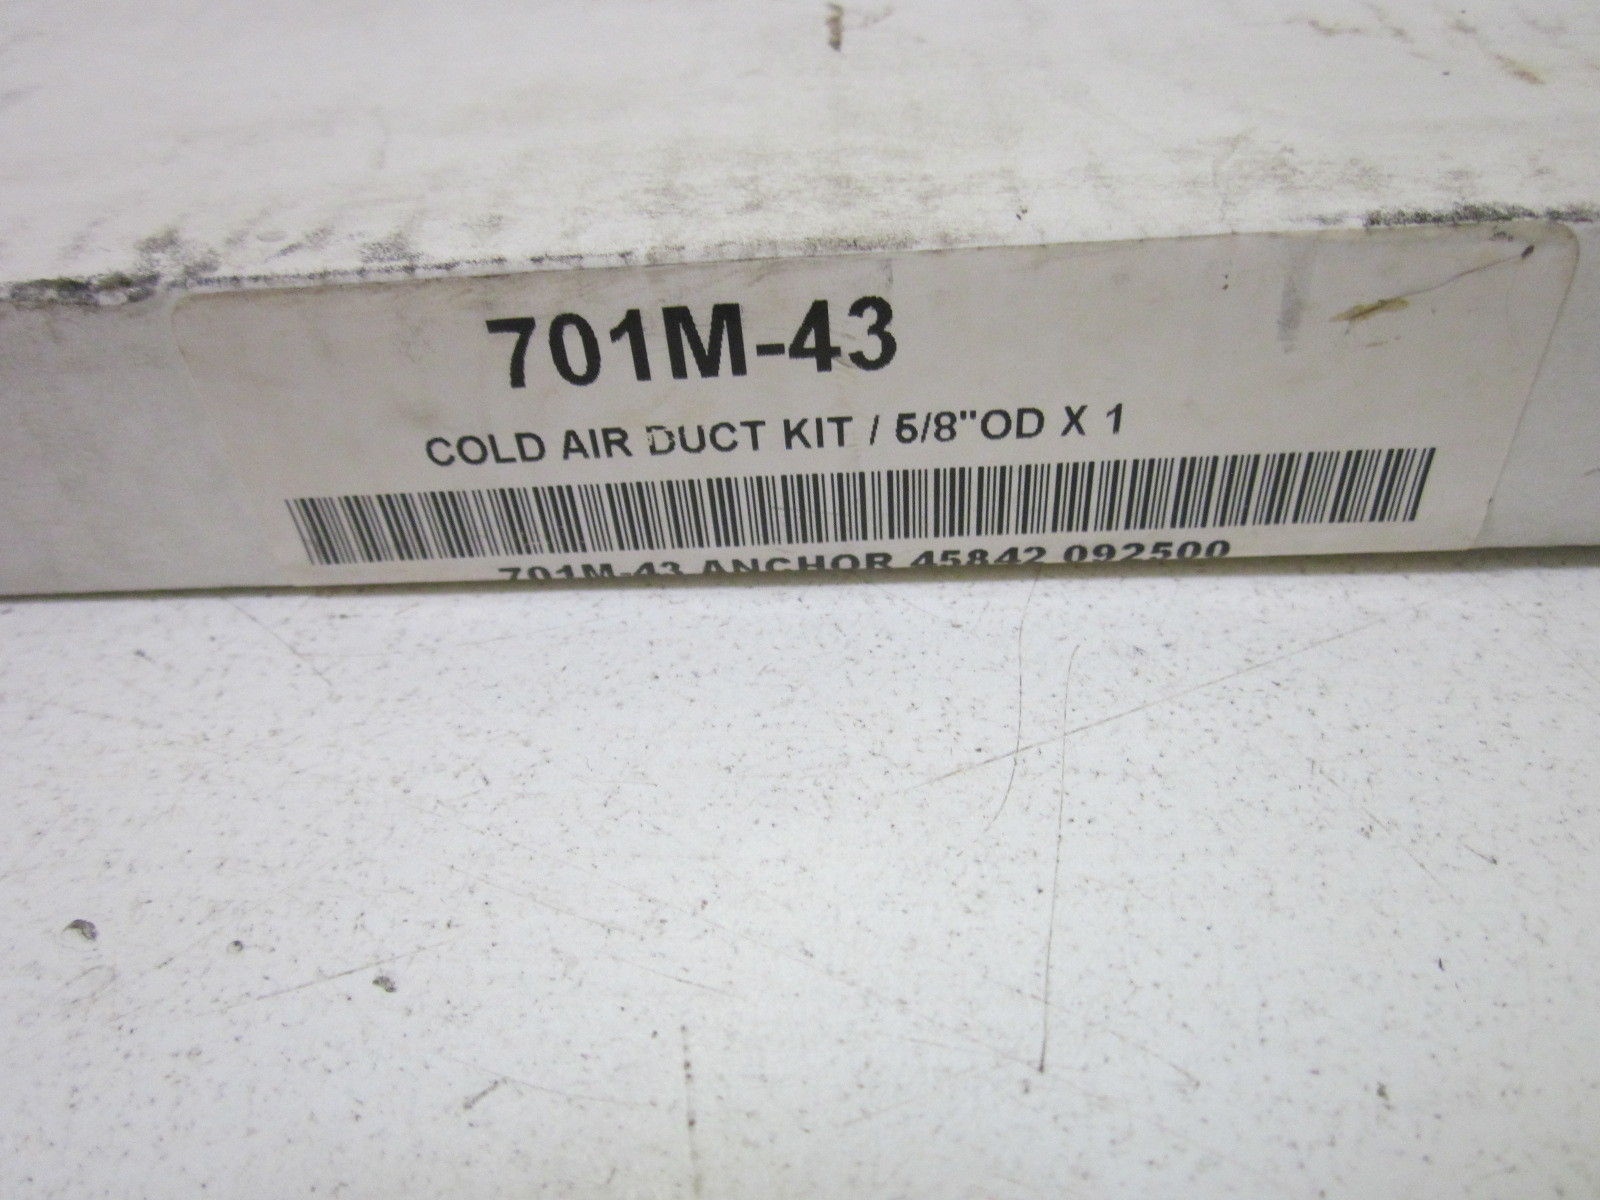 701M-43
COLD AIR DUCT KIT / 5/8"OD X 1
701M-43 ANCHOR 45842 092500